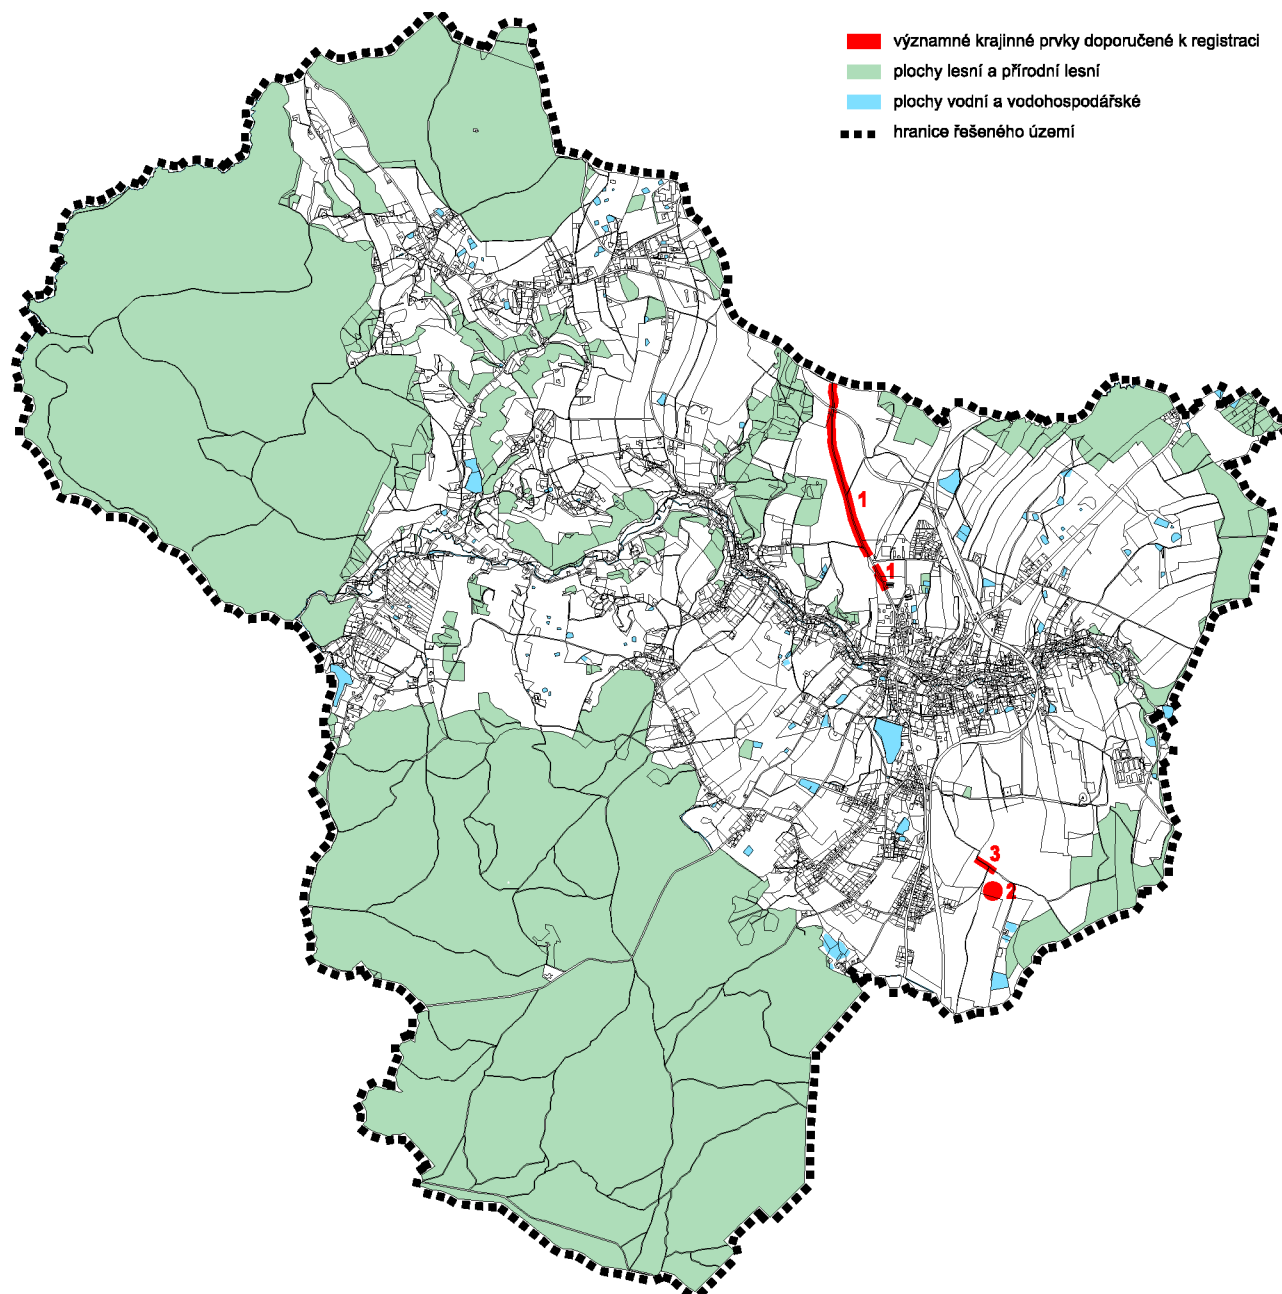 významné krajinné prvky doporučené k registraci
plochy lesní a přírodní lesní
plochy vodní a vodohospodářské
hranice řešeného území
1
1
3
2